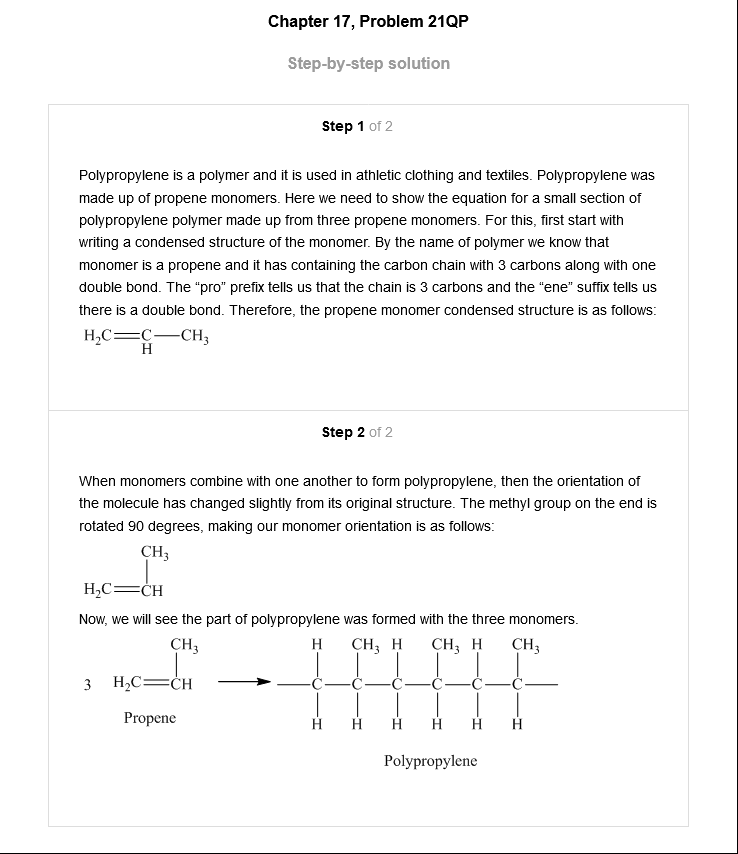 Chapter 17, Problem 21QP
Step-by-step solution
Step 1 of 2
Polypropylene is a polymer and it is used in athletic clothing and textiles. Polypropylene was
made up of propene monomers. Here we need to show the equation for a small section of
polypropylene polymer made up from three propene monomers. For this, first start with
writing a condensed structure of the monomer. By the name of polymer we know that
monomer is a propene and it has containing the carbon chain with 3 carbons along with one
double bond. The “pro” prefix tells us that the chain is 3 carbons and the “ene” suffix tells us
there is a double bond. Therefore, the propene monomer condensed structure is as follows:
H₂C═C—CH₃
H
Step 2 of 2
When monomers combine with one another to form polypropylene, then the orientation of
the molecule has changed slightly from its original structure. The methyl group on the end is
rotated 90 degrees, making our monomer orientation is as follows:
CH₃
H₂C═CH
Now, we will see the part of polypropylene was formed with the three monomers.
CH₃ H CH₃ H CH₃ H CH₃
3 H₂C═CH —C—C—C—C—C—C—
Propene
H H H H H H
Polypropylene